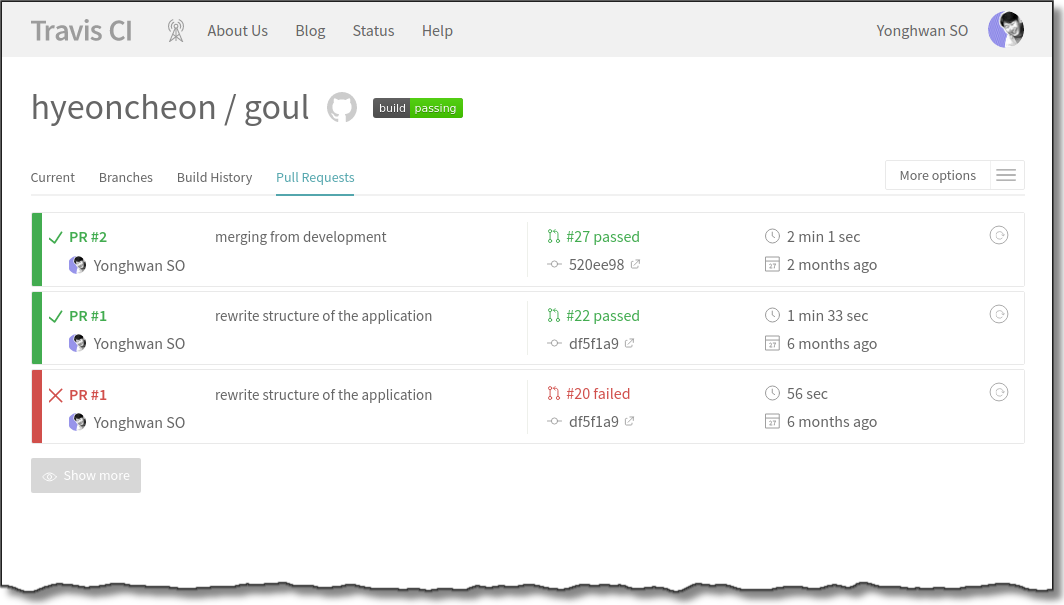 Travis CI About Us Blog Status Help Yonghwan SO
hyeoncheon / goul build passing
Current Branches Build History Pull Requests More options
PR #2 merging from development #27 passed 2 min 1 sec
Yonghwan SO 520ee98 27 2 months ago
PR #1 rewrite structure of the application #22 passed 1 min 33 sec
Yonghwan SO df5f1a9 27 6 months ago
PR #1 rewrite structure of the application #20 failed 56 sec
Yonghwan SO df5f1a9 27 6 months ago
Show more